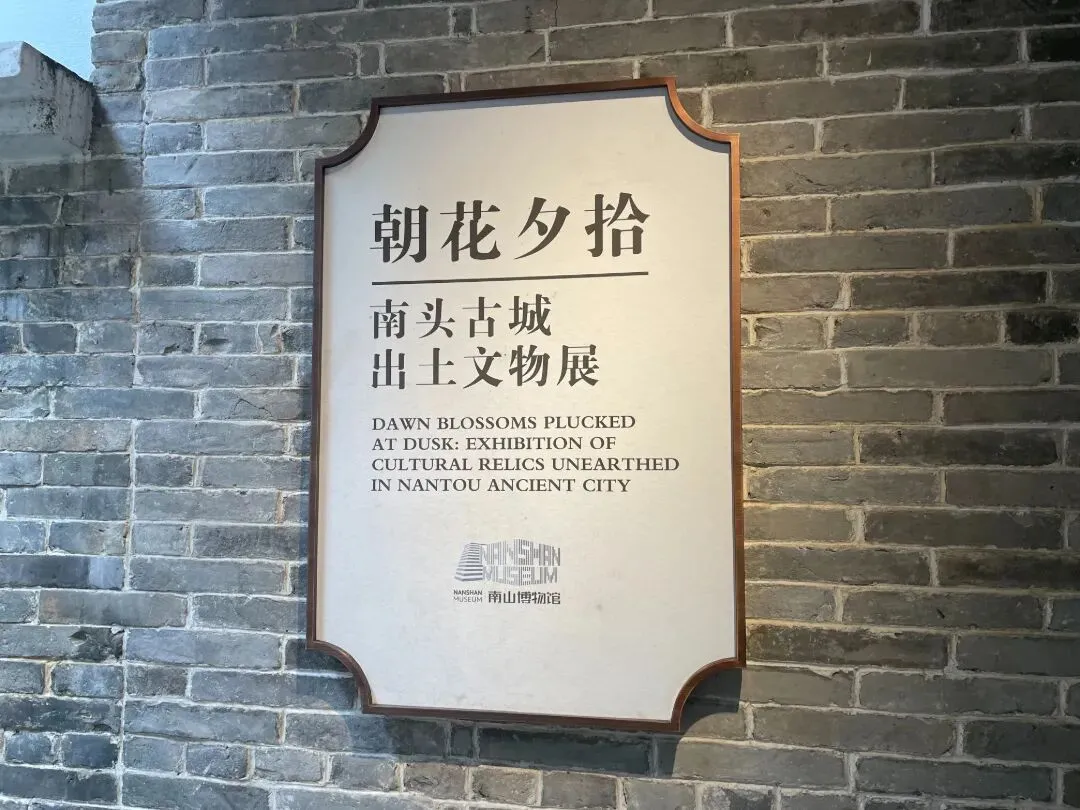 朝花夕拾
南头古城
出土文物展
DAWN BLOSSOMS PLUCKED
AT DUSK: EXHIBITION OF
CULTURAL RELICS UNEARTHED
IN NANTOU ANCIENT CITY
NANSHAN
MUSEUM
NANSHAN
MUSEUM 南山博物馆